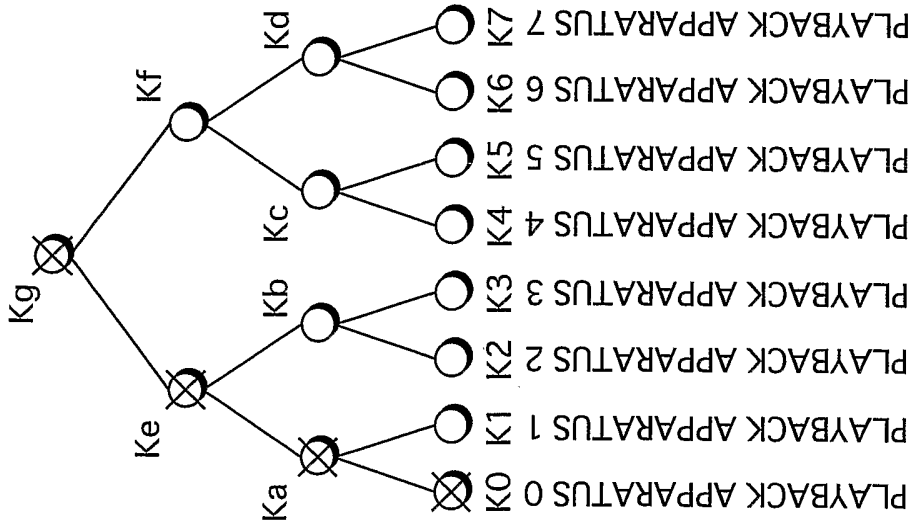 Kg
Ke
Kf
Ka
Kb
Kc
Kd
K0
K1
K2
K3
K4
K5
K6
K7
PLAYBACK APPARATUS 0
PLAYBACK APPARATUS 1
PLAYBACK APPARATUS 2
PLAYBACK APPARATUS 3
PLAYBACK APPARATUS 4
PLAYBACK APPARATUS 5
PLAYBACK APPARATUS 6
PLAYBACK APPARATUS 7